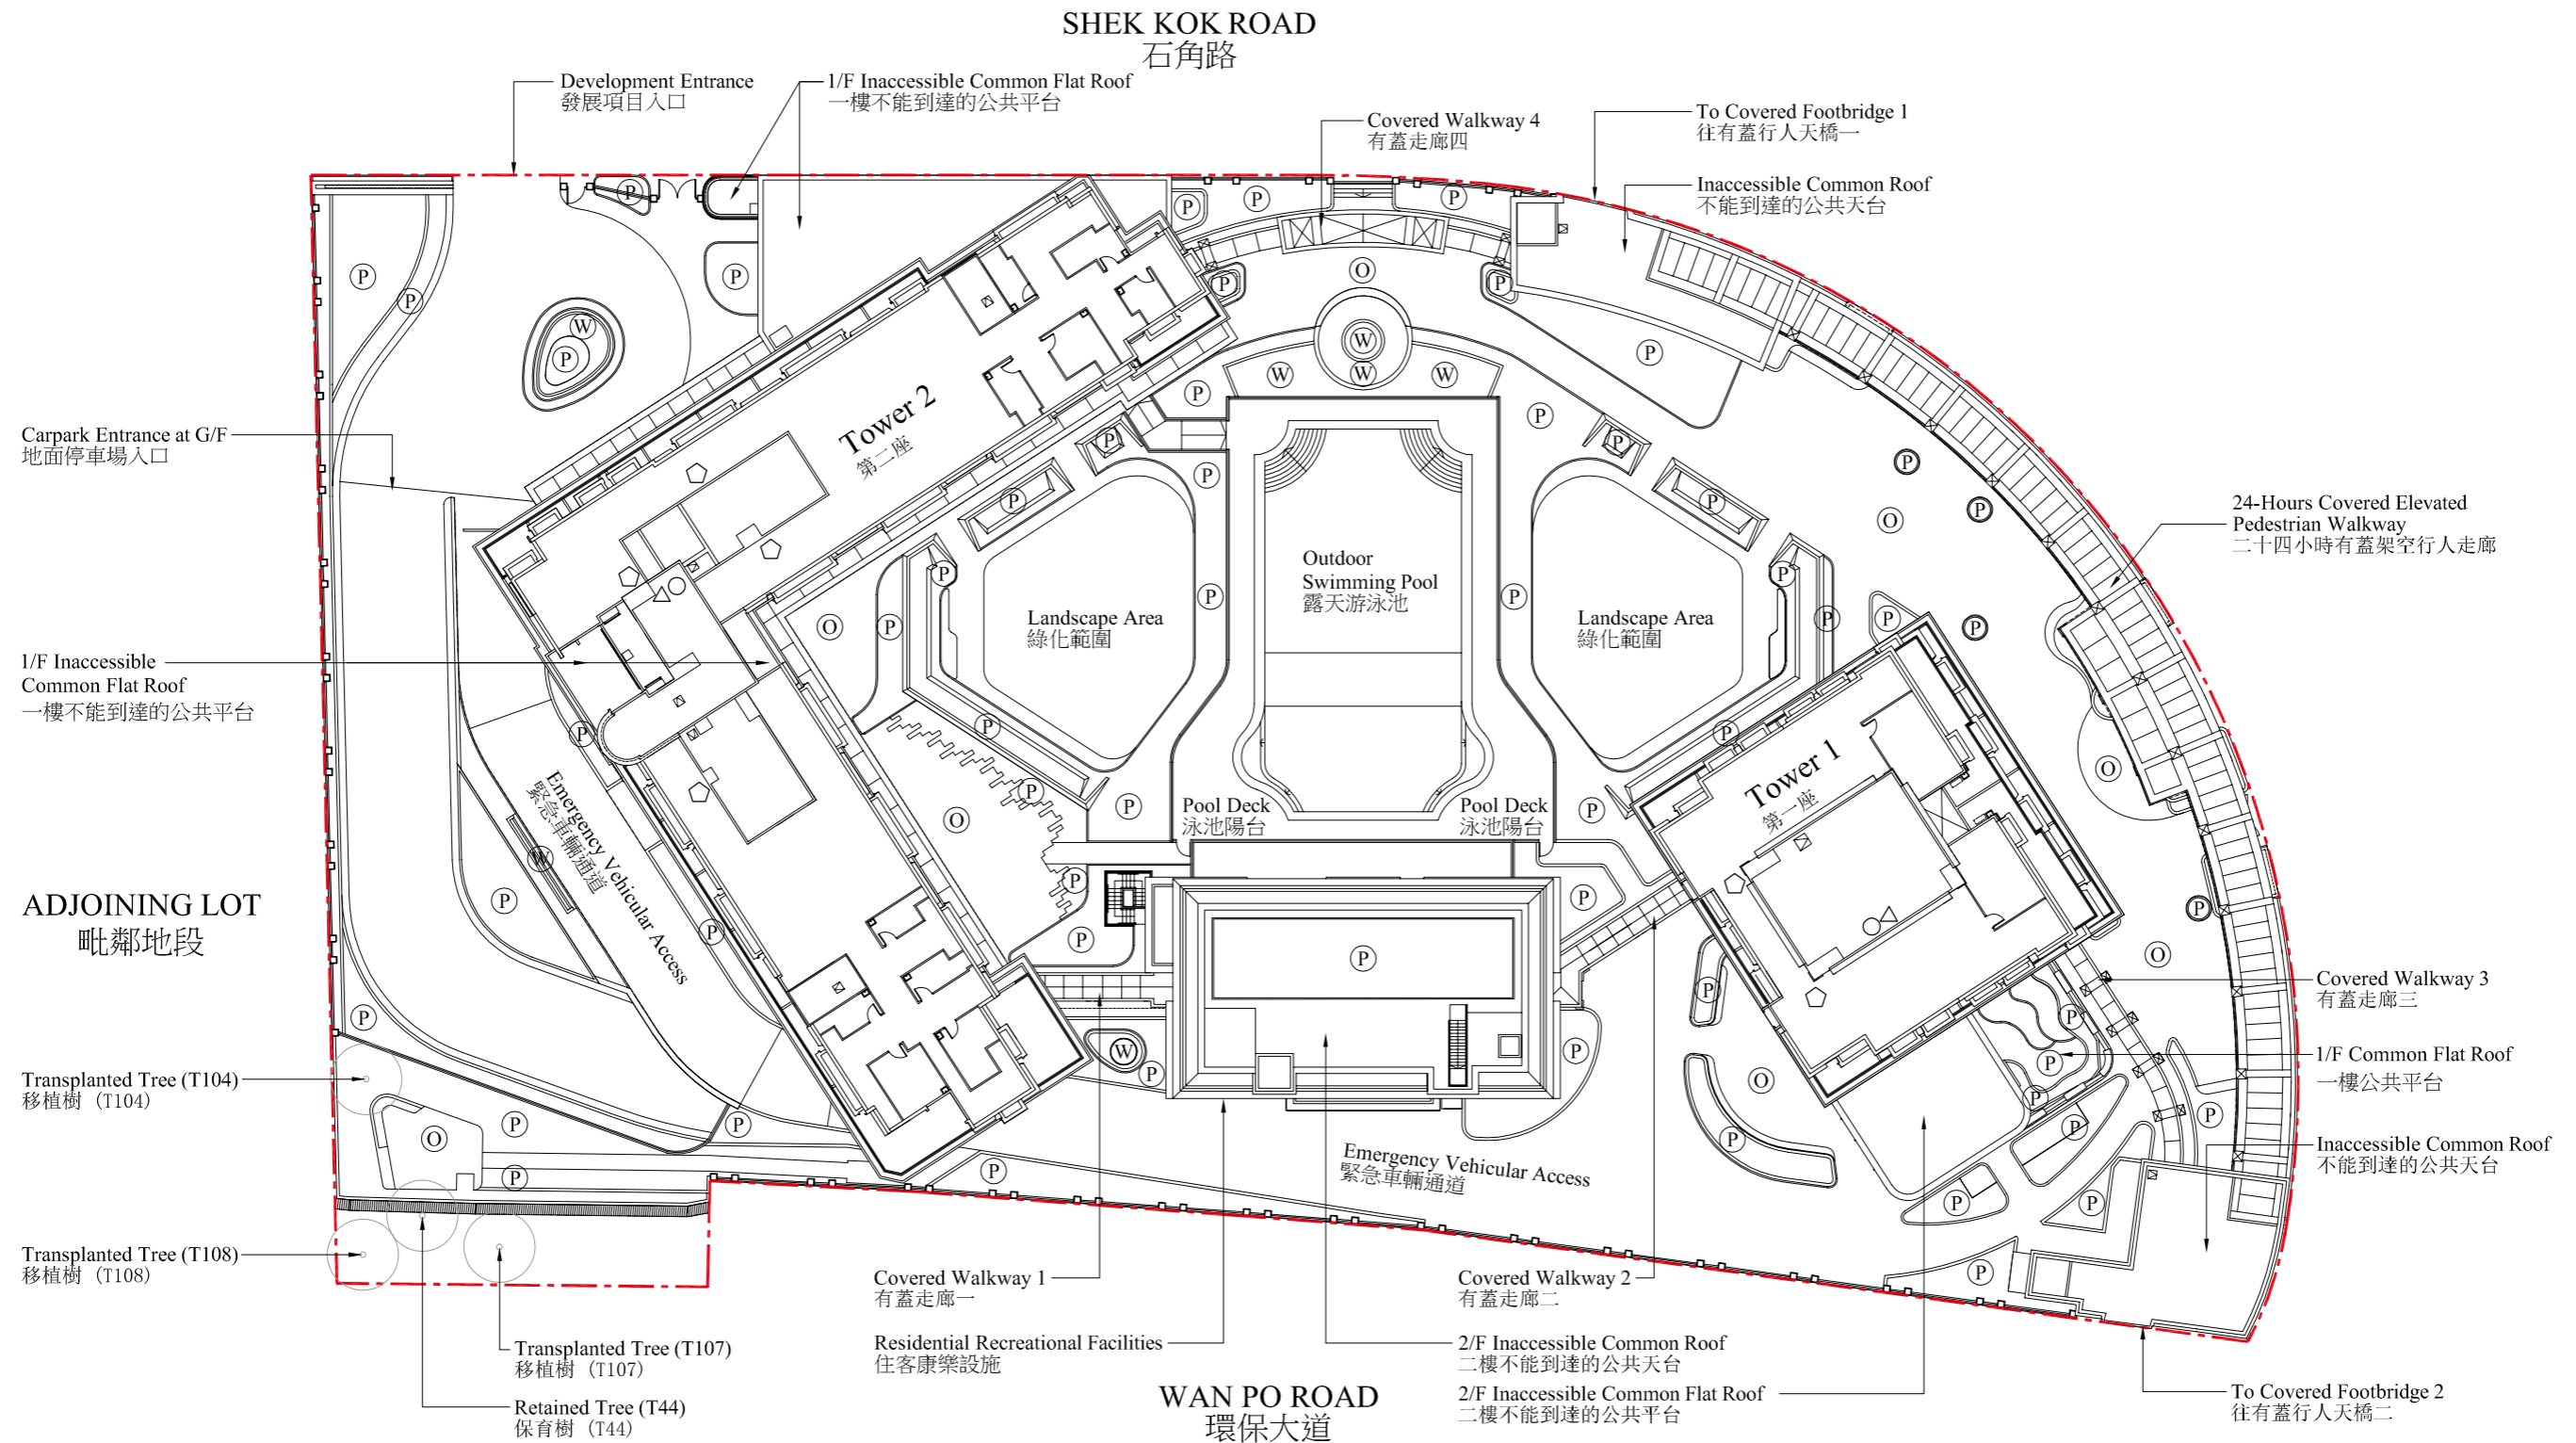 SHEK KOK ROAD
石角路
Development Entrance
發展項目入口
1/F Inaccessible Common Flat Roof
一樓不能到達的公共平台
Covered Walkway 4
有蓋走廊四
To Covered Footbridge 1
往有蓋行人天橋一
Inaccessible Common Roof
不能到達的公共天台
Carpark Entrance at G/F
地面停車場入口
Tower 2
第二座
24-Hours Covered Elevated
Pedestrian Walkway
二十四小時有蓋架空行人走廊
Outdoor
Swimming Pool
露天游泳池
Landscape Area
綠化範圍
Landscape Area
綠化範圍
1/F Inaccessible
Common Flat Roof
一樓不能到達的公共平台
Tower 1
第一座
Emergency Vehicular Access
緊急車輛通道
Pool Deck
泳池陽台
Pool Deck
泳池陽台
ADJOINING LOT
毗鄰地段
Covered Walkway 3
有蓋走廊三
1/F Common Flat Roof
一樓公共平台
Transplanted Tree (T104)
移植樹 (T104)
Inaccessible Common Roof
不能到達的公共天台
Emergency Vehicular Access
緊急車輛通道
Transplanted Tree (T108)
移植樹 (T108)
Covered Walkway 1
有蓋走廊一
Covered Walkway 2
有蓋走廊二
Transplanted Tree (T107)
移植樹 (T107)
Residential Recreational Facilities
住客康樂設施
2/F Inaccessible Common Roof
二樓不能到達的公共天台
Retained Tree (T44)
保育樹 (T44)
WAN PO ROAD
環保大道
2/F Inaccessible Common Flat Roof
二樓不能到達的公共平台
To Covered Footbridge 2
往有蓋行人天橋二
P
O
W